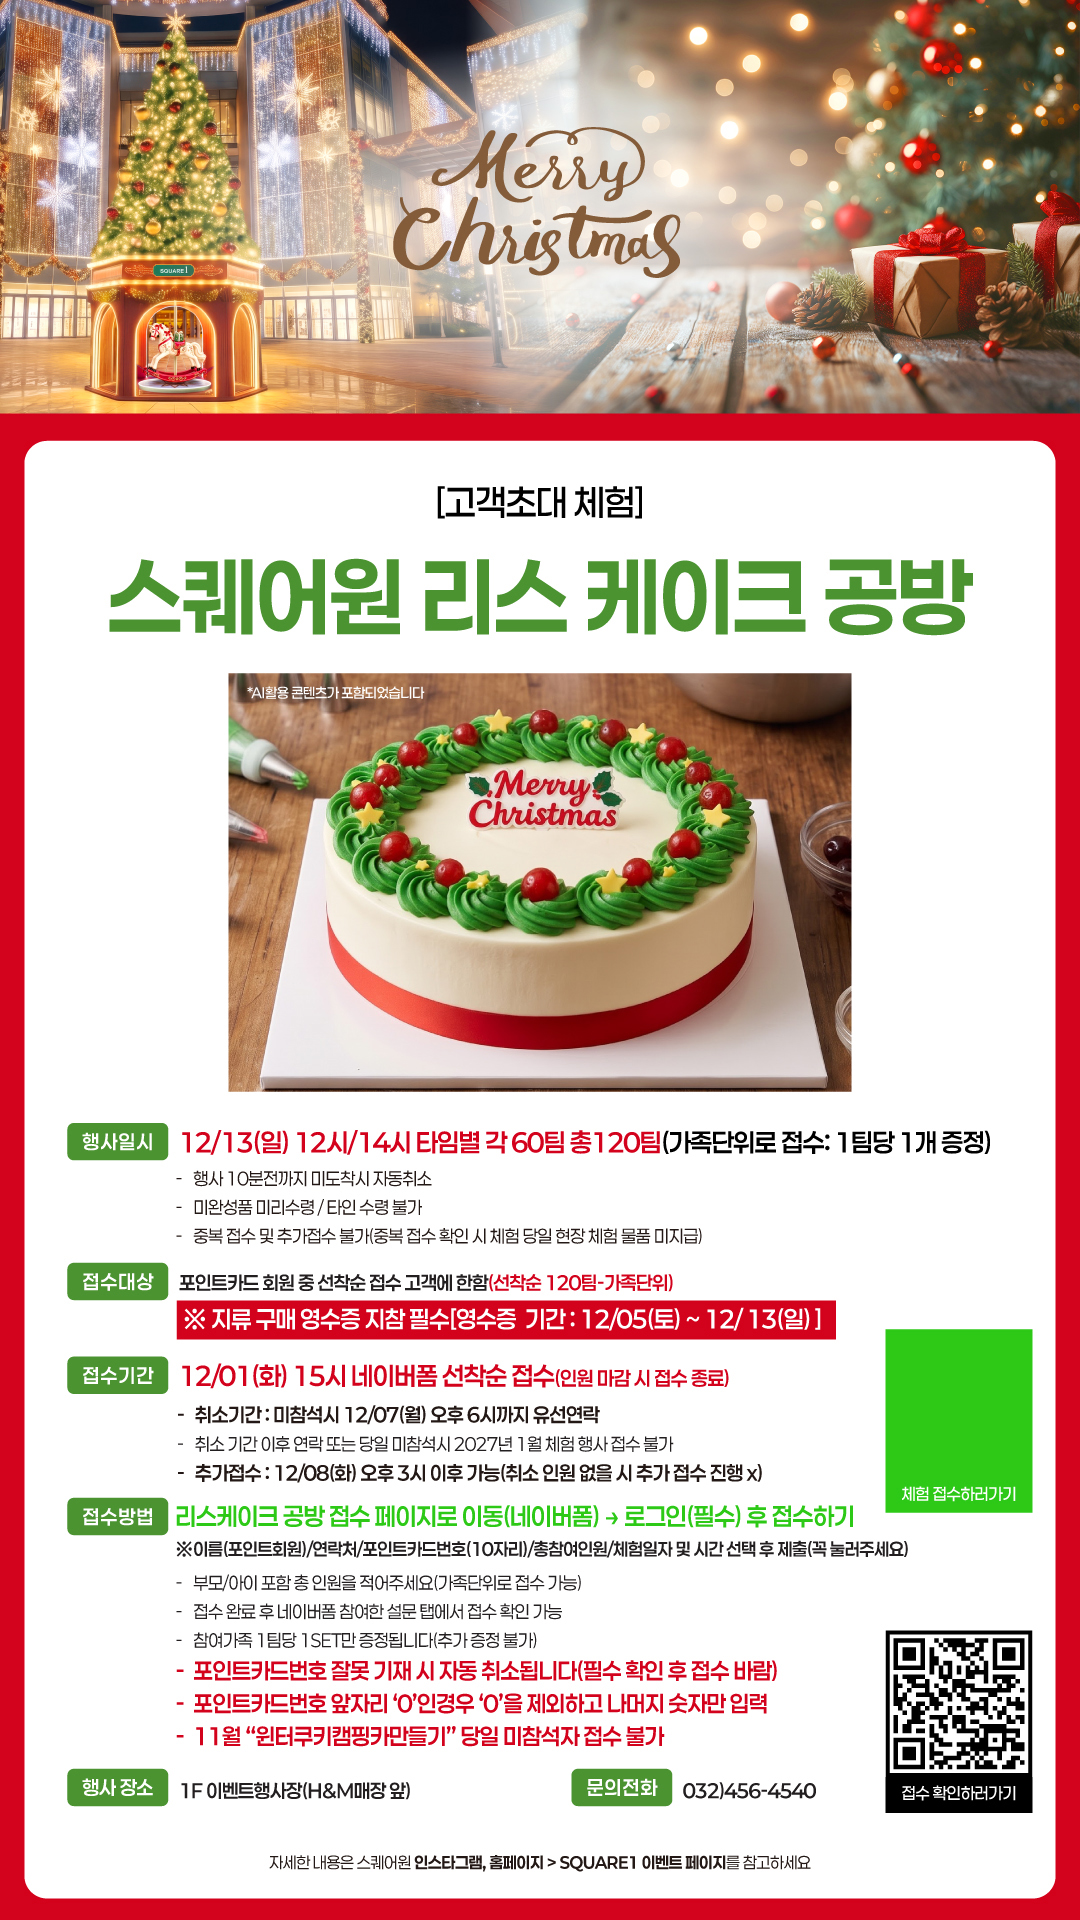 SQUARE1
Merry
Christmas
[고객초대 체험]
스퀘어원 리스 케이크 공방
*AI활용 콘텐츠가 포함되었습니다
Merry
Christmas
행사일시 12/13(일) 12시/14시 타임별 각 60팀 총120팀(가족단위로 접수: 1팀당 1개 증정)
- 행사 10분전까지 미도착시 자동취소
- 미완성품 미리수령 / 타인 수령 불가
- 중복 접수 및 추가접수 불가(중복 접수 확인 시 체험 당일 현장 체험 물품 미지급)
접수대상 포인트카드 회원 중 선착순 접수 고객에 한함(선착순 120팀-가족단위)
※ 지류 구매 영수증 지참 필수[영수증 기간 : 12/05(토) ~ 12/ 13(일) ]
접수기간 12/01(화) 15시 네이버폼 선착순 접수(인원 마감 시 접수 종료)
- 취소기간 : 미참석시 12/07(월) 오후 6시까지 유선연락
- 취소 기간 이후 연락 또는 당일 미참석시 2027년 1월 체험 행사 접수 불가
- 추가접수 : 12/08(화) 오후 3시 이후 가능(취소 인원 없을 시 추가 접수 진행 x)
체험 접수하러가기
접수방법 리스케이크 공방 접수 페이지로 이동(네이버폼) → 로그인(필수) 후 접수하기
※이름(포인트회원)/연락처/포인트카드번호(10자리)/총참여인원/체험일자 및 시간 선택 후 제출(꼭 눌러주세요)
- 부모/아이 포함 총 인원을 적어주세요(가족단위로 접수 가능)
- 접수 완료 후 네이버폼 참여한 설문 탭에서 접수 확인 가능
- 참여가족 1팀당 1SET만 증정됩니다(추가 증정 불가)
- 포인트카드번호 잘못 기재 시 자동 취소됩니다(필수 확인 후 접수 바람)
- 포인트카드번호 앞자리 ‘0’인경우 ‘0’을 제외하고 나머지 숫자만 입력
- 11월 “윈터쿠키캠핑카만들기” 당일 미참석자 접수 불가
접수 확인하러가기
행사 장소 1F 이벤트행사장(H&M매장 앞) 문의전화 032)456-4540
자세한 내용은 스퀘어원 인스타그램, 홈페이지 > SQUARE1 이벤트 페이지를 참고하세요